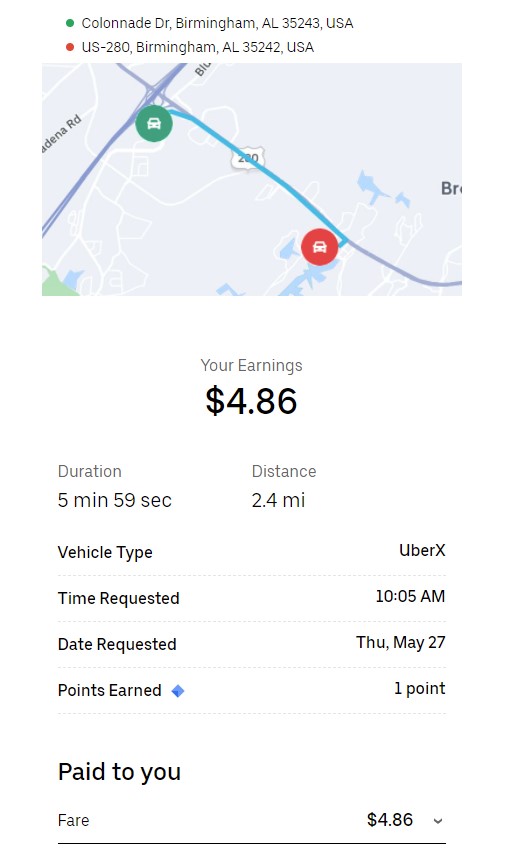 Colonnade Dr, Birmingham, AL 35243, USA
US-280, Birmingham, AL 35242, USA
Blu
adena Rd
280
Bro
Your Earnings
$4.86
Duration Distance
5 min 59 sec 2.4 mi
Vehicle Type UberX
Time Requested 10:05 AM
Date Requested Thu, May 27
Points Earned 1 point
Paid to you
Fare $4.86